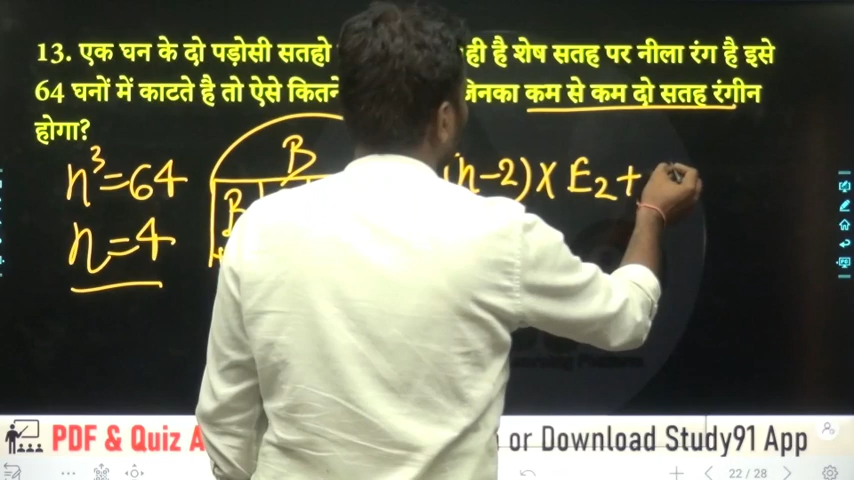 13. एक घन के दो पड़ोसी सतहो ही है शेष सतह पर नीला रंग है इसे
64 घनों में काटते है तो ऐसे कितने जिनका कम से कम दो सतह रंगीन
होगा?
n³=64
n=4
B
B
(n-2)× E₂+
PDF & Quiz A or Download Study91 App
22 / 28